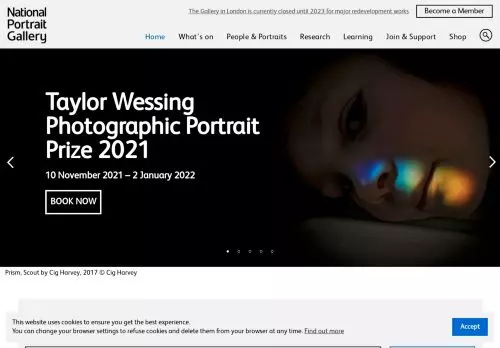 National
Portrait
Gallery
The Gallery in London is currently closed until 2023 for major redevelopment works
Become a Member
Home
What's on
People & Portraits
Research
Learning
Join & Support
Shop
Taylor Wessing
Photographic Portrait
Prize 2021
10 November 2021 – 2 January 2022
BOOK NOW
Prism, Scout by Cig Harvey, 2017 © Cig Harvey
This website uses cookies to ensure you get the best experience.
You can change your browser settings to refuse cookies and delete them from your browser at any time. Find out more
Accept